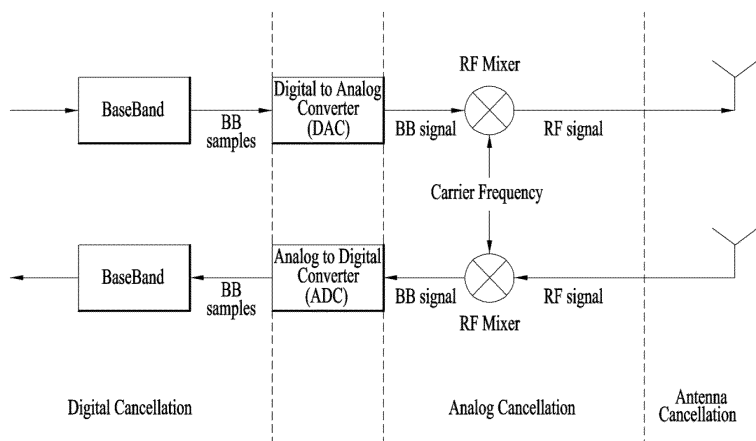 RF Mixer
BaseBand
BB
samples
Digital to Analog
Converter
(DAC)
BB signal
RF signal
Carrier Frequency
BaseBand
BB
samples
Analog to Digital
Converter
(ADC)
BB signal
RF signal
RF Mixer
Digital Cancellation
Analog Cancellation
Antenna
Cancellation